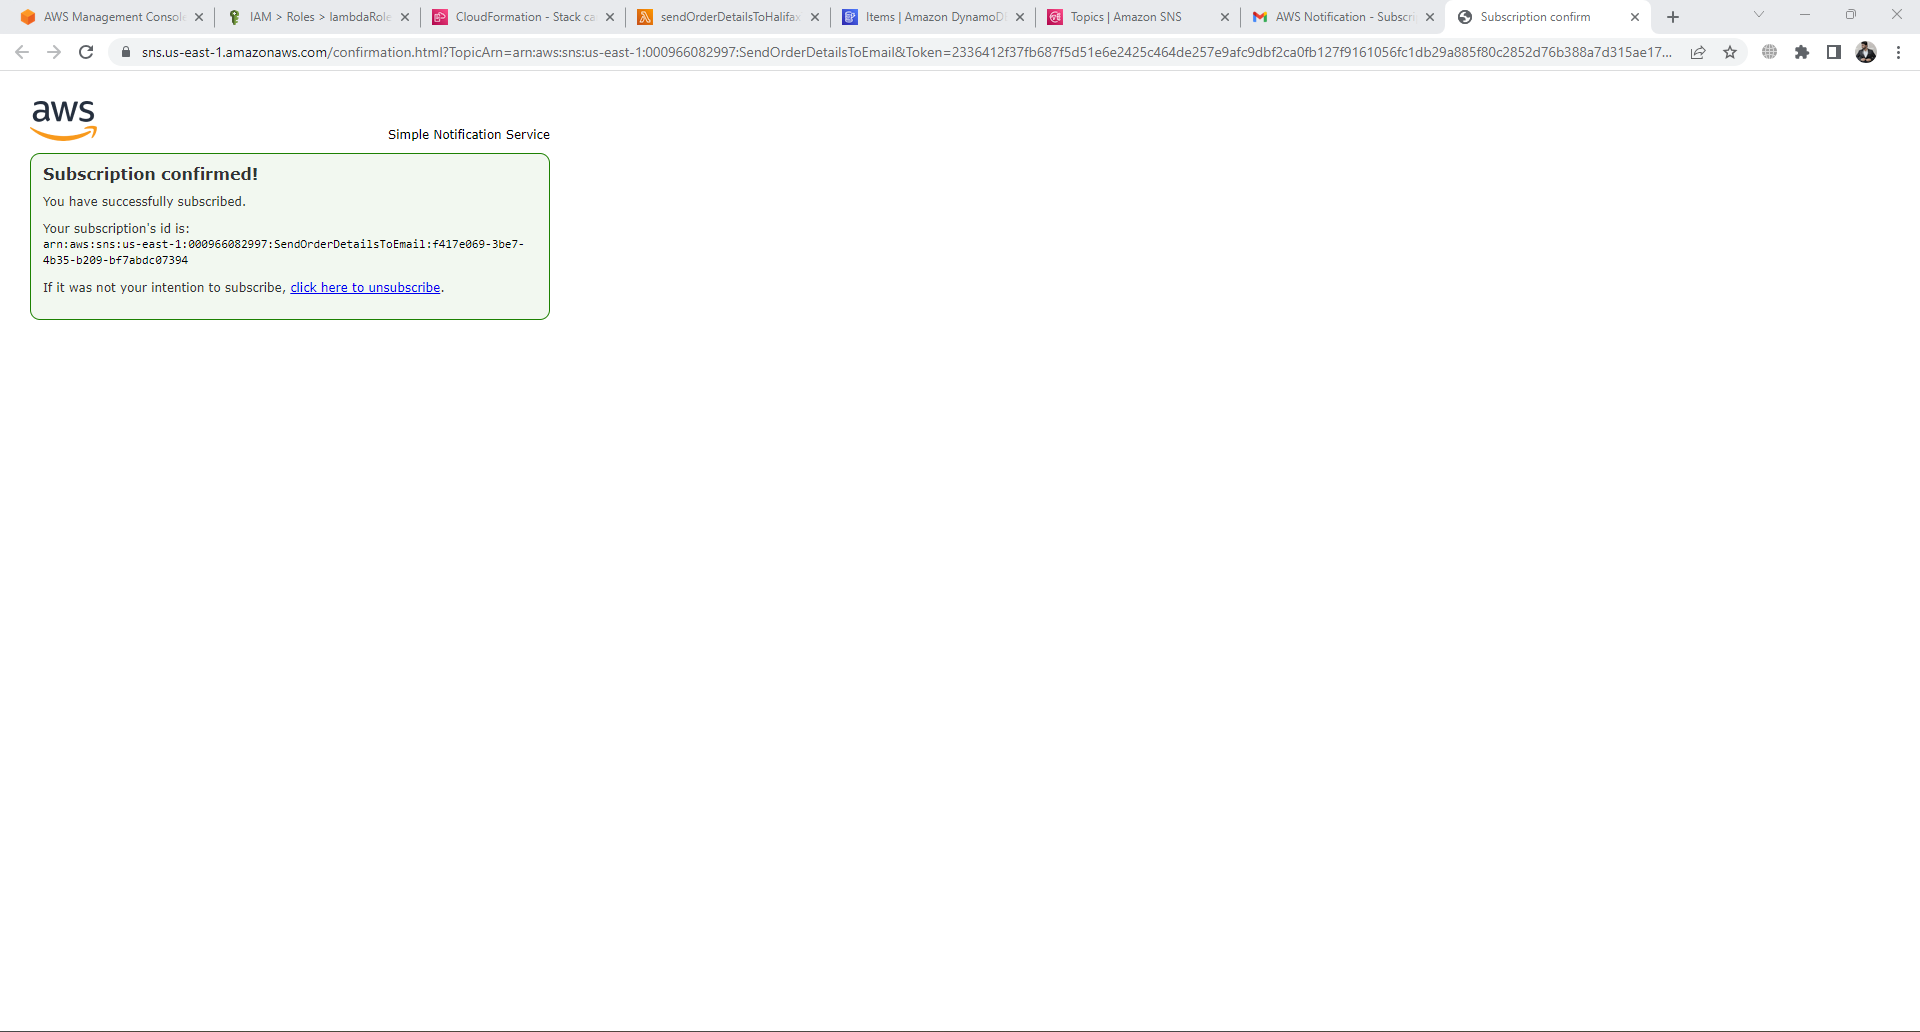 AWS Management Console
IAM > Roles > lambdaRole
CloudFormation - Stack ca
sendOrderDetailsToHalifax
Items | Amazon DynamoD
Topics | Amazon SNS
AWS Notification - Subscri
Subscription confirm
sns.us-east-1.amazonaws.com/confirmation.html?TopicArn=arn:aws:sns:us-east-1:000966082997:SendOrderDetailsToEmail&Token=2336412f37fb687f5d51e6e2425c464de257e9afc9dbf2ca0fb127f9161056fc1db29a885f80c2852d76b388a7d315ae17...
aws
Simple Notification Service
Subscription confirmed!
You have successfully subscribed.
Your subscription's id is:
arn:aws:sns:us-east-1:000966082997:SendOrderDetailsToEmail:f417e069-3be7-
4b35-b209-bf7abdc07394
If it was not your intention to subscribe, click here to unsubscribe.